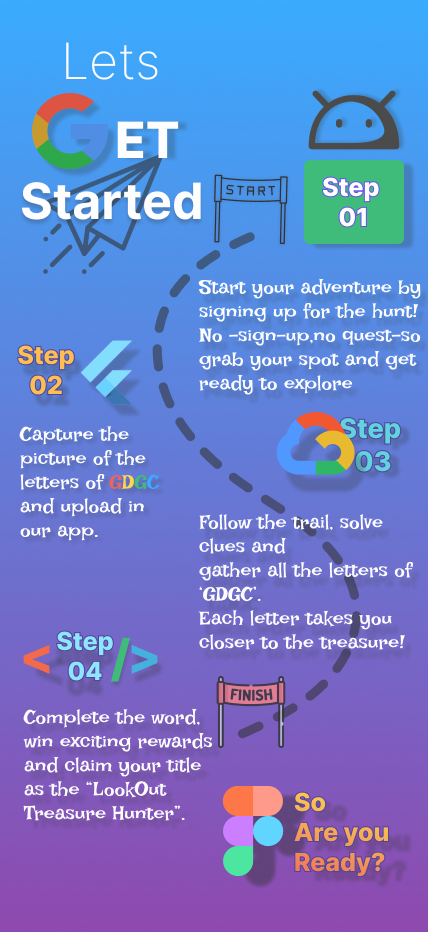 Lets
GET
Started
START
Step
01
Start your adventure by
signing up for the hunt!
No -sign-up,no quest-so
grab your spot and get
ready to explore
Step
02
Capture the
picture of the
letters of GDGC
and upload in
our app.
Step
03
Follow the trail, solve
clues and
gather all the letters of
'GDGC'.
Each letter takes you
closer to the treasure!
< Step />
04
FINISH
Complete the word,
win exciting rewards
and claim your title
as the "LookOut
Treasure Hunter".
So
Are you
Ready?